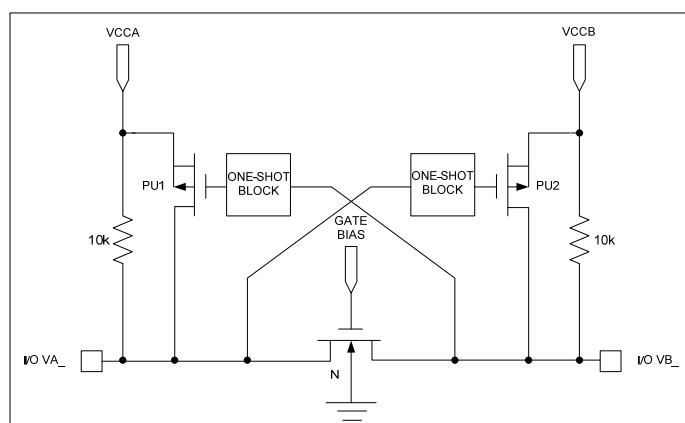 VCCA
VCCB
PU1
ONE-SHOT
BLOCK
ONE-SHOT
BLOCK
PU2
GATE
BIAS
10k
10k
I/O VA_
N
I/O VB_